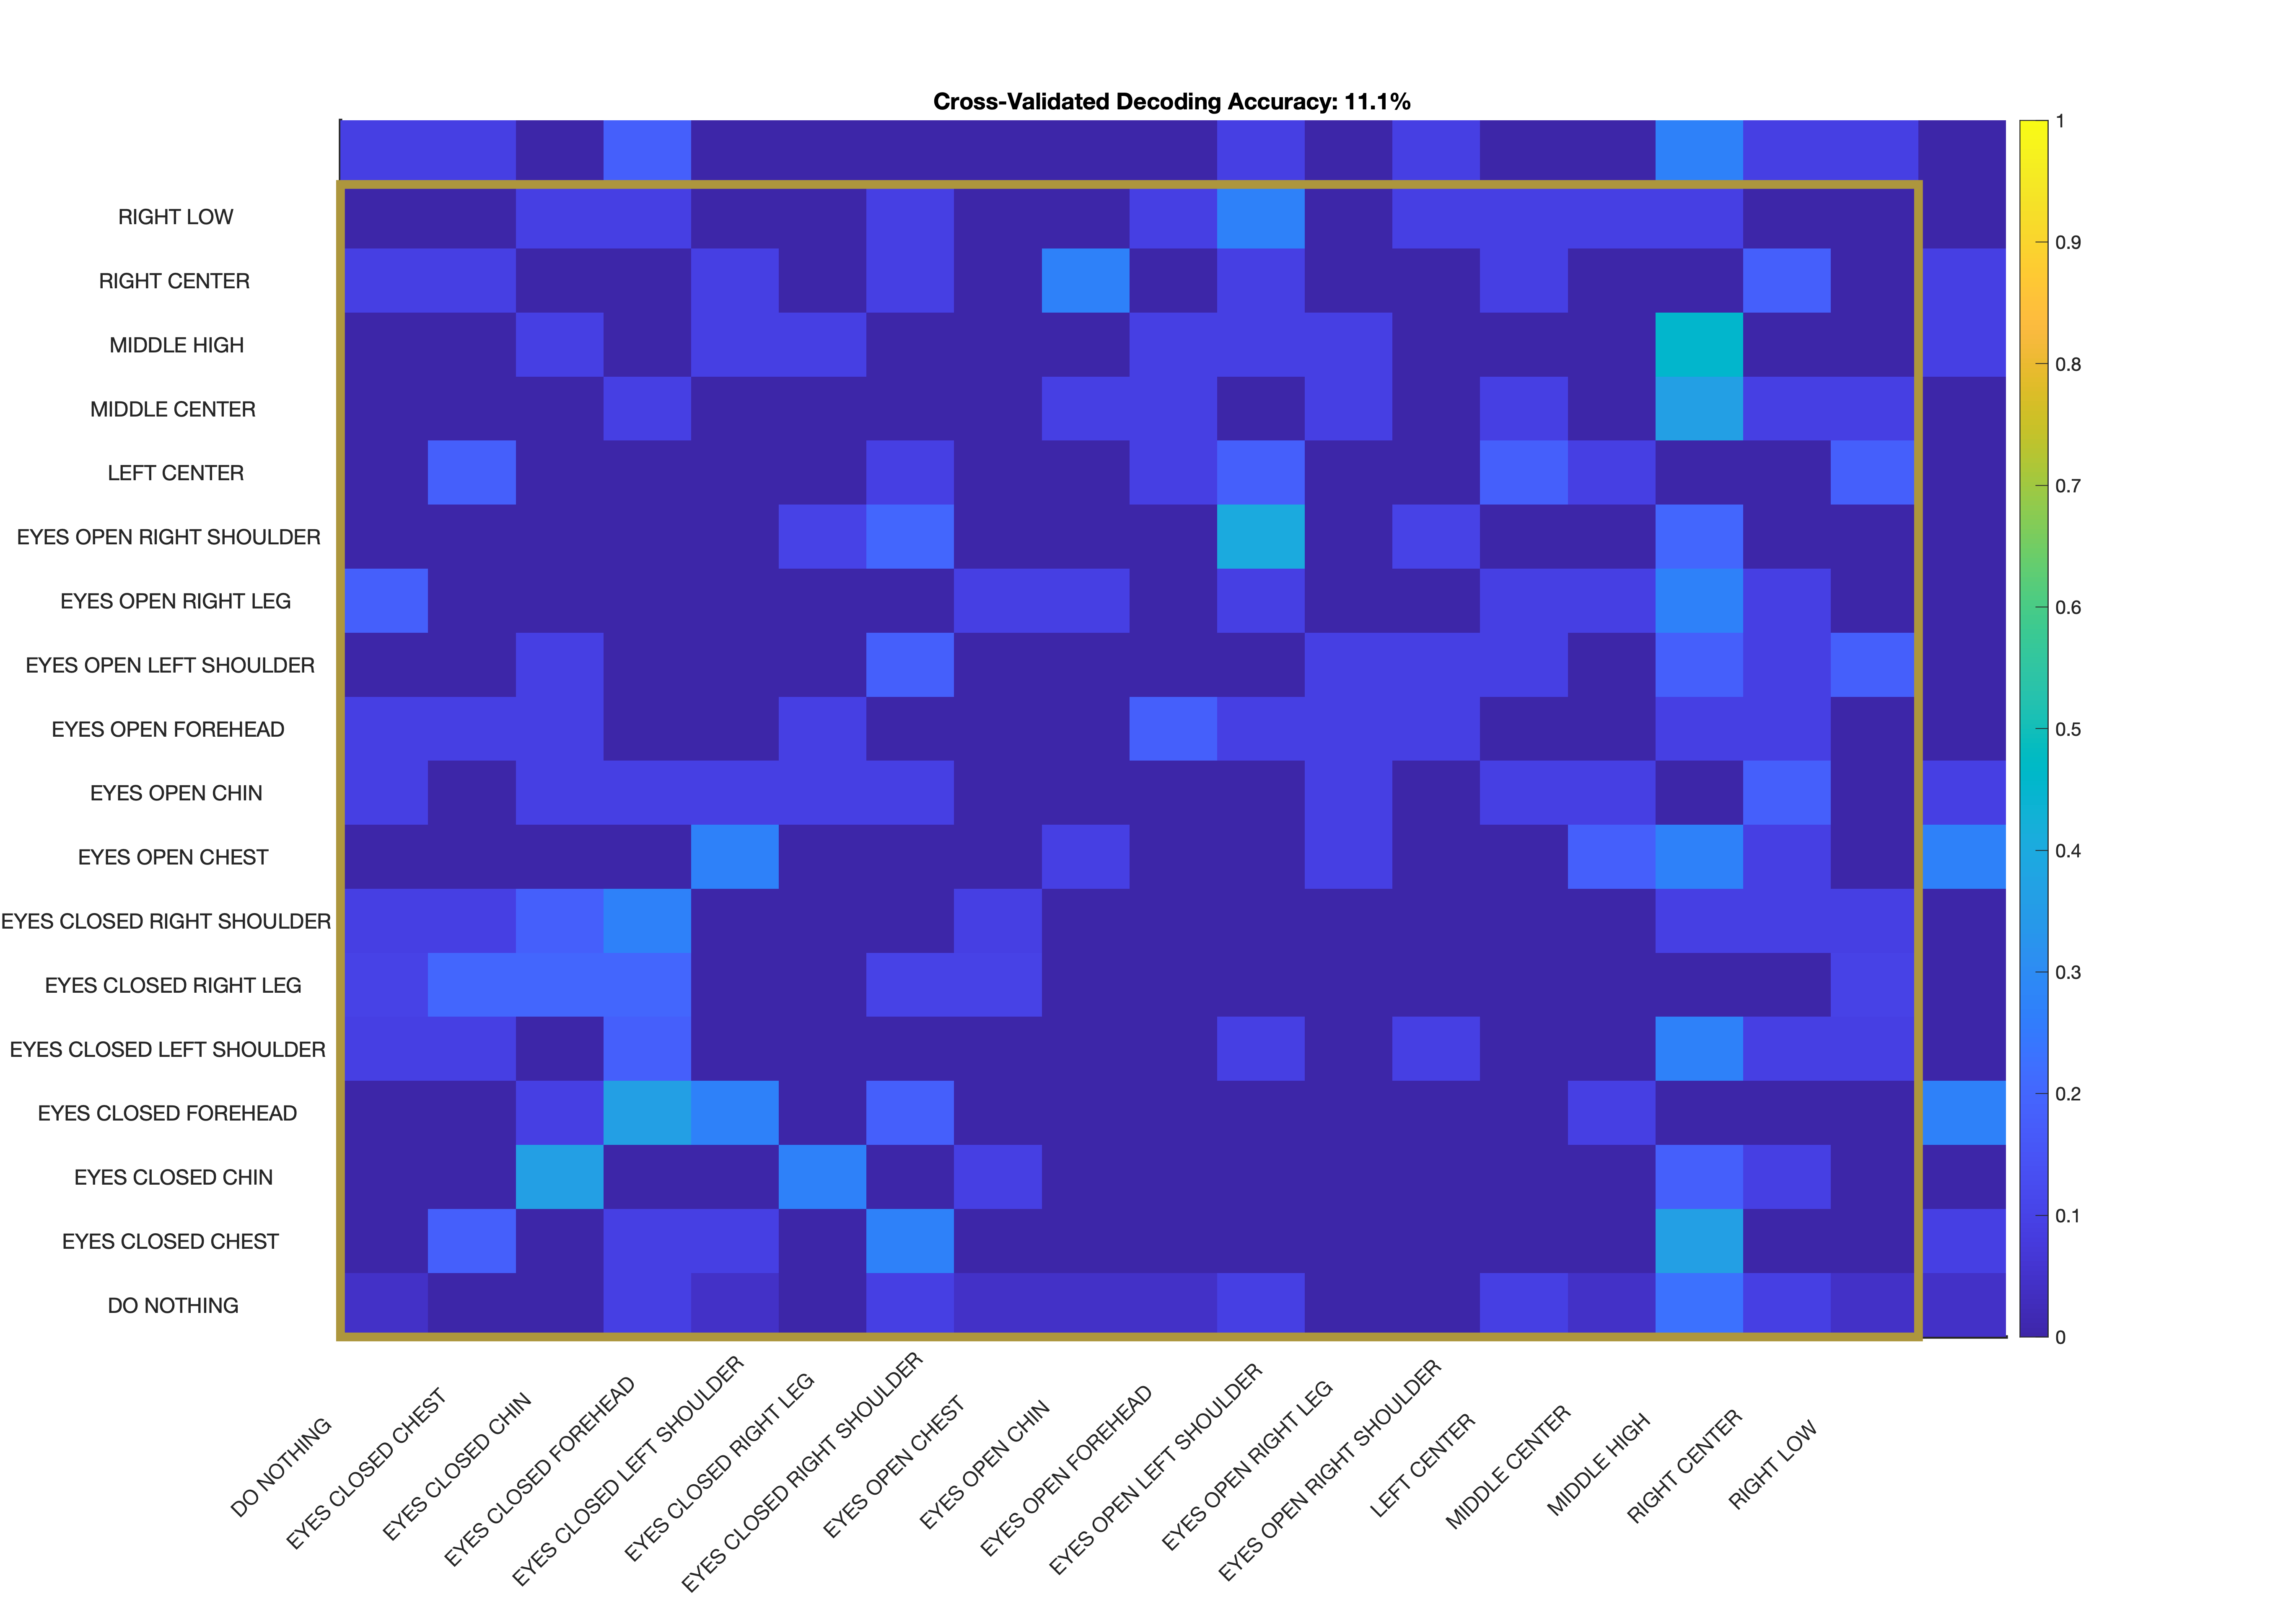 Cross-Validated Decoding Accuracy: 11.1%
RIGHT LOW
RIGHT CENTER
MIDDLE HIGH
MIDDLE CENTER
LEFT CENTER
EYES OPEN RIGHT SHOULDER
EYES OPEN RIGHT LEG
EYES OPEN LEFT SHOULDER
EYES OPEN FOREHEAD
EYES OPEN CHIN
EYES OPEN CHEST
EYES CLOSED RIGHT SHOULDER
EYES CLOSED RIGHT LEG
EYES CLOSED LEFT SHOULDER
EYES CLOSED FOREHEAD
EYES CLOSED CHIN
EYES CLOSED CHEST
DO NOTHING
DO NOTHING
EYES CLOSED CHEST
EYES CLOSED CHIN
EYES CLOSED FOREHEAD
EYES CLOSED LEFT SHOULDER
EYES CLOSED RIGHT LEG
EYES CLOSED RIGHT SHOULDER
EYES OPEN CHEST
EYES OPEN CHIN
EYES OPEN FOREHEAD
EYES OPEN LEFT SHOULDER
EYES OPEN RIGHT LEG
EYES OPEN RIGHT SHOULDER
LEFT CENTER
MIDDLE CENTER
MIDDLE HIGH
RIGHT CENTER
RIGHT LOW
1
0.9
0.8
0.7
0.6
0.5
0.4
0.3
0.2
0.1
0